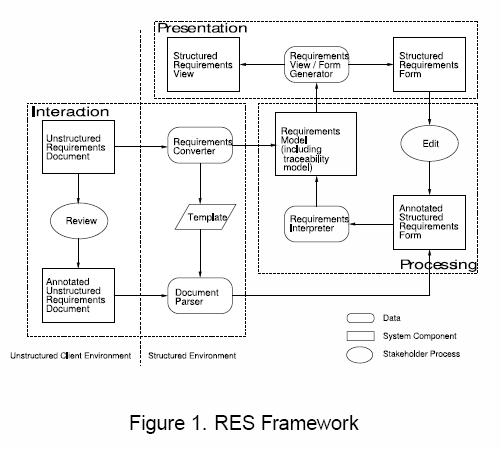 Presentation
Structured
Requirements
View
Requirements
View / Form
Generator
Structured
Requirements
Form
Interaction
Unstructured
Requirements
Document
Requirements
Converter
Requirements
Model
(including
traceability
model)
Edit
Review
Template
Requirements
Interpreter
Annotated
Structured
Requirements
Form
Processing
Annotated
Unstructured
Requirements
Document
Document
Parser
Data
System Component
Stakeholder Process
Unstructured Client Environment
Structured Environment
Figure 1. RES Framework